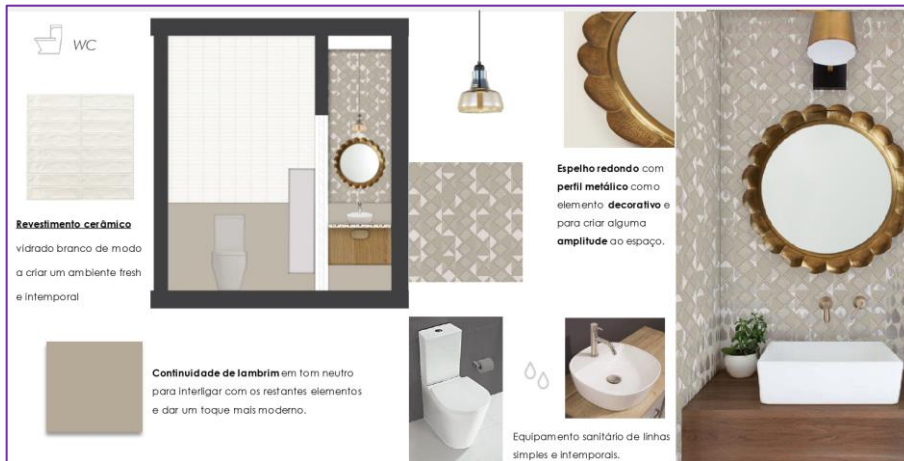 WC
Revestimento cerâmico
vidrado branco de modo
a criar um ambiente fresh
e intemporal
Espelho redondo com
perfil metálico como
elemento decorativo e
para criar alguma
amplitude ao espaço.
Continuidade de lambrim em tom neutro
para interligar com os restantes elementos
e dar um toque mais moderno.
Equipamento sanitário de linhas
simples e intemporais.